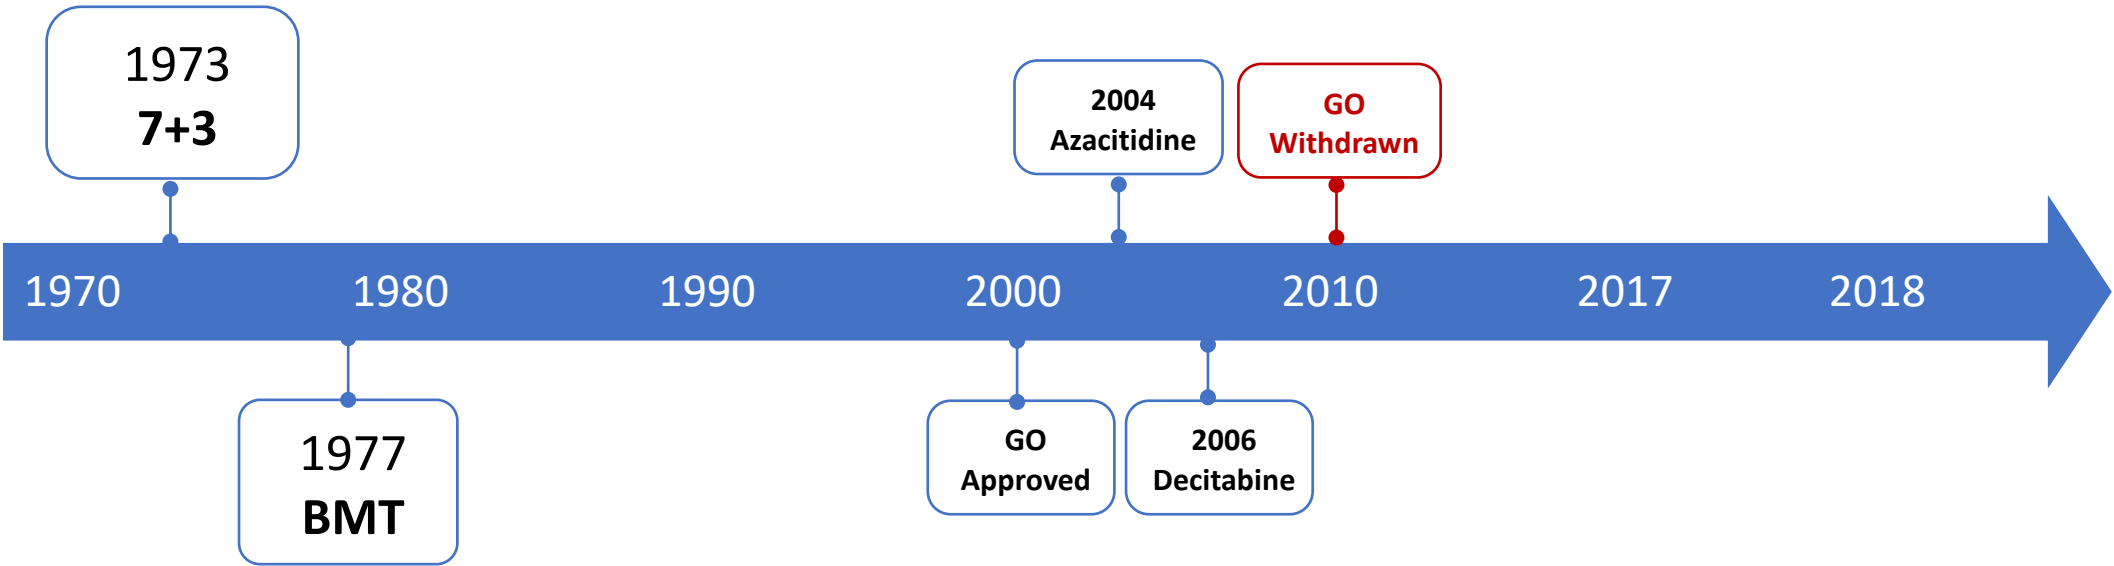 1973
7+3
2004
Azacitidine
GO
Withdrawn
1970
1980
1990
2000
2010
2017
2018
1977
BMT
GO
Approved
2006
Decitabine